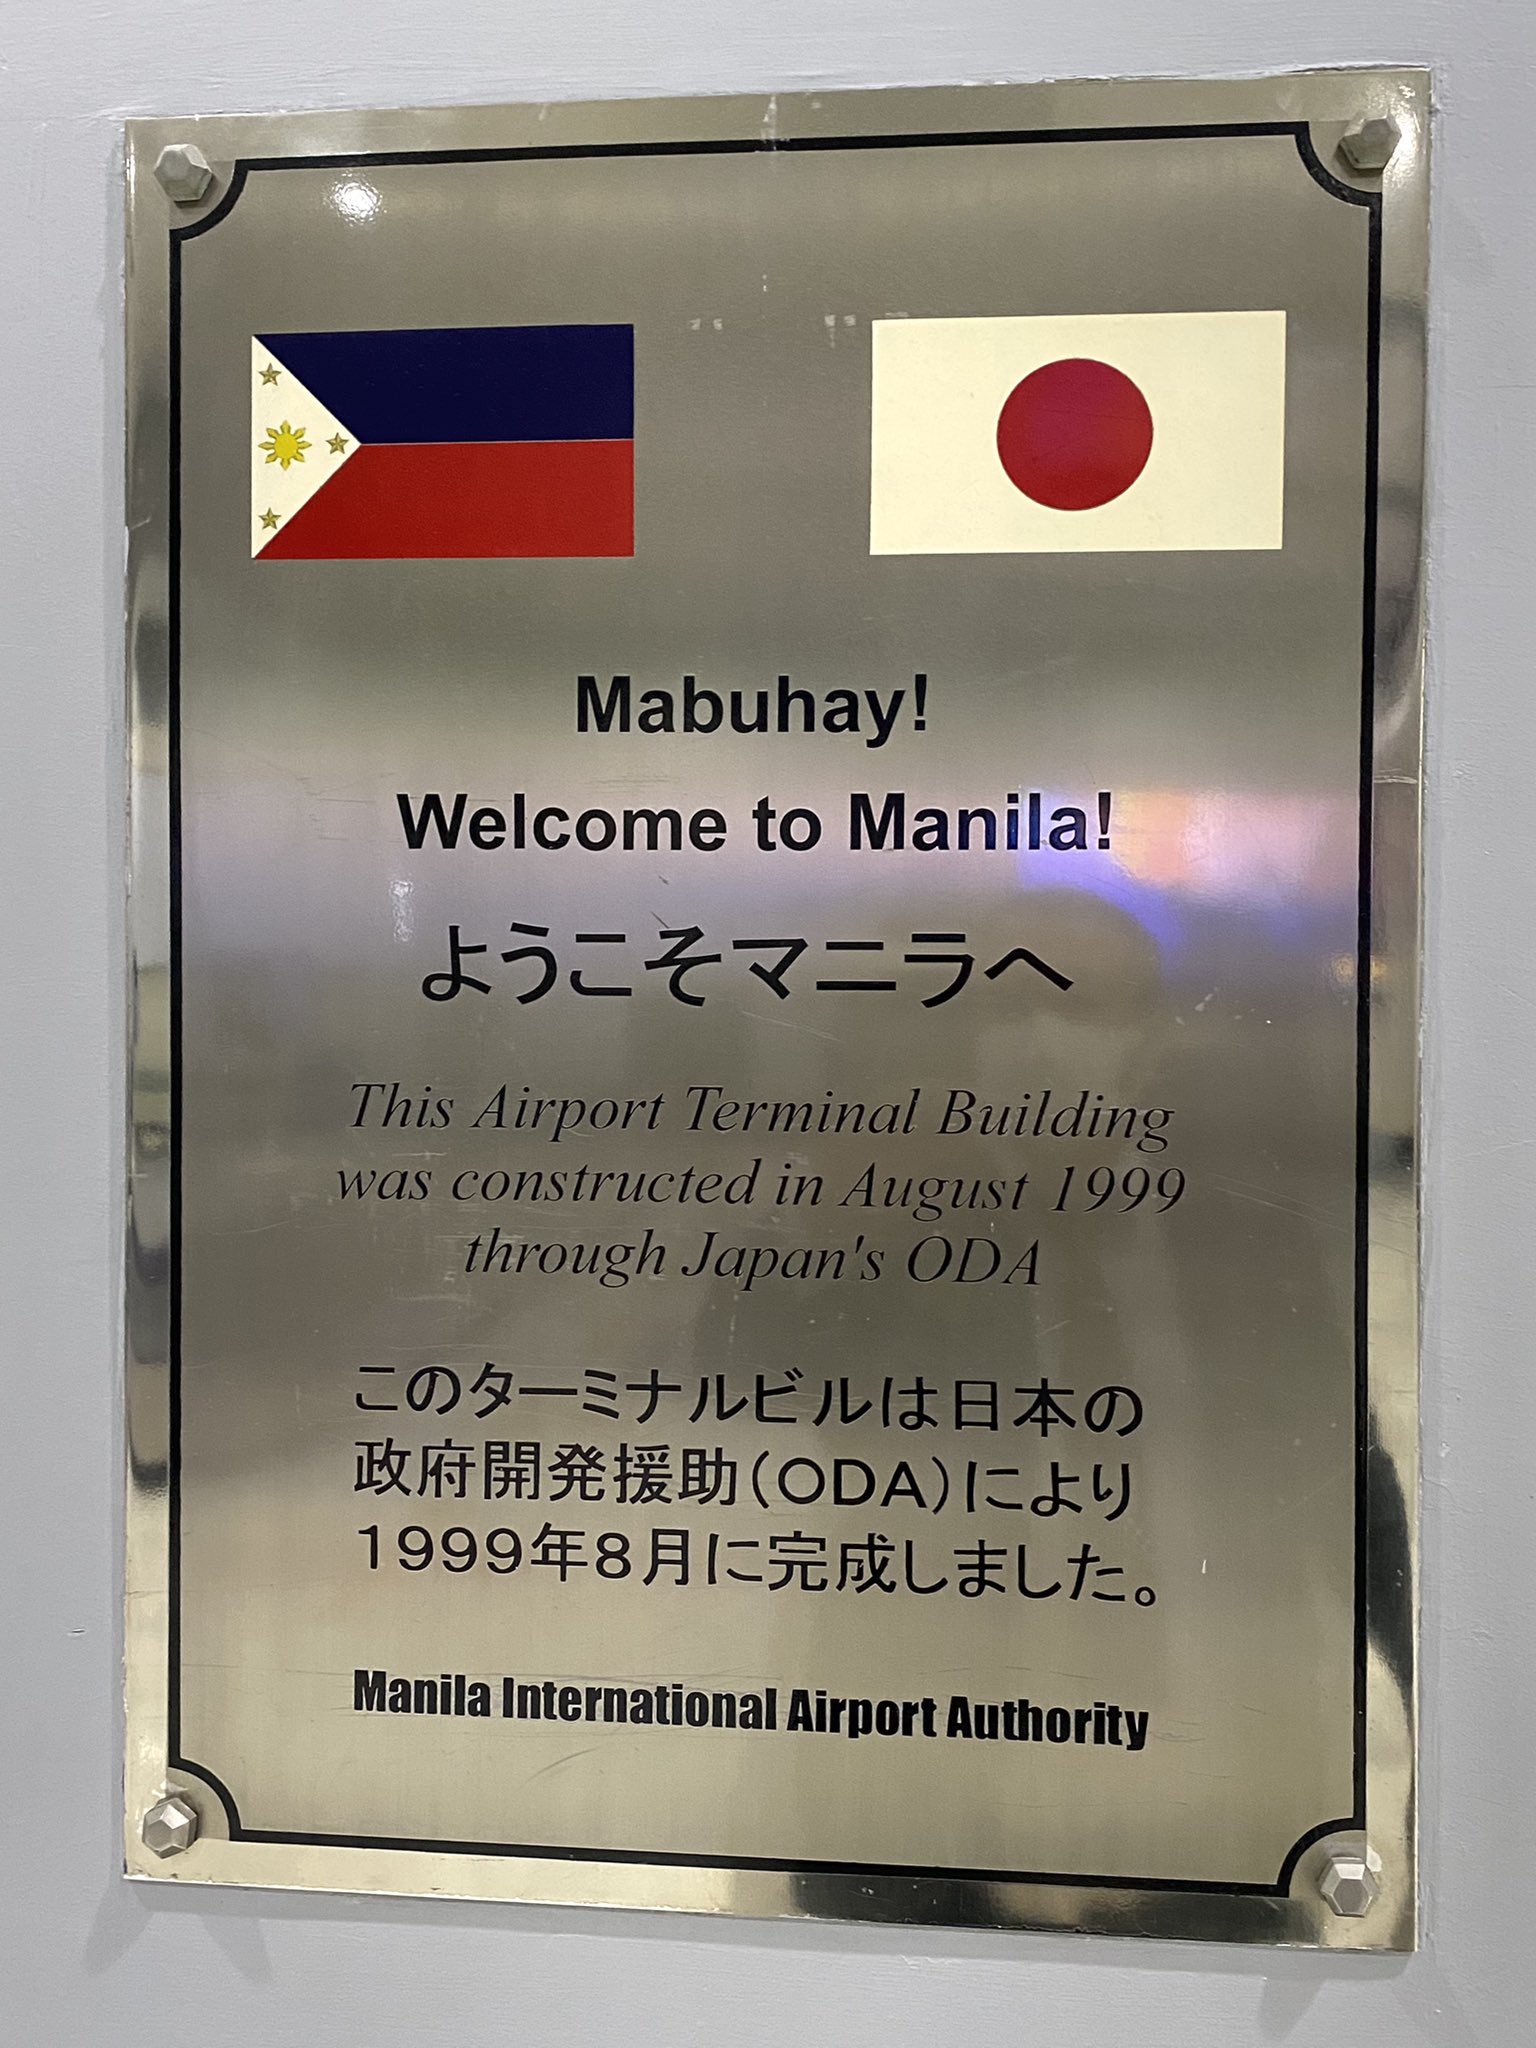 Mabuhay!
Welcome to Manila!
ようこそマニラへ
This Airport Terminal Building
was constructed in August 1999
through Japan's ODA
このターミナルビルは日本の
政府開発援助(ODA)により
1999年8月に完成しました。
Manila International Airport Authority